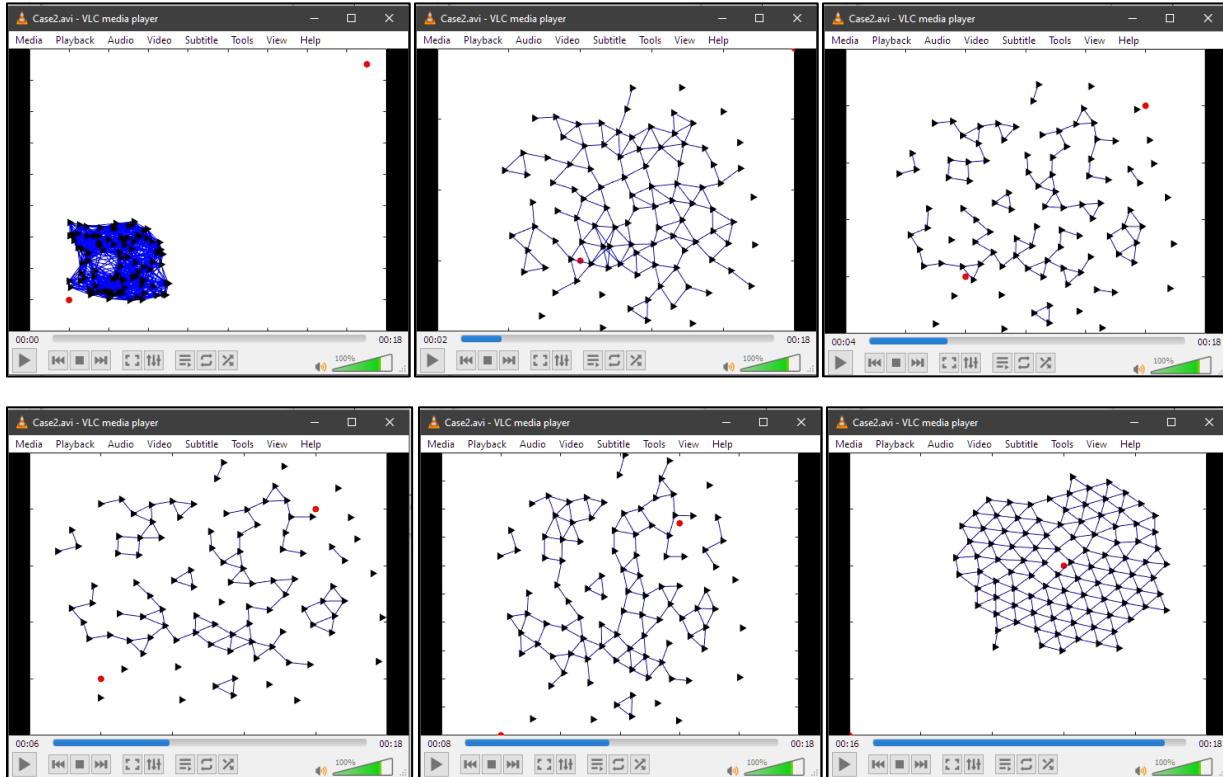 Case2.avi - VLC media player
Media Playback Audio Video Subtitle Tools View Help
00:00 00:18
100%
Case2.avi - VLC media player
Media Playback Audio Video Subtitle Tools View Help
00:02 00:18
100%
Case2.avi - VLC media player
Media Playback Audio Video Subtitle Tools View Help
00:04 00:18
100%
Case2.avi - VLC media player
Media Playback Audio Video Subtitle Tools View Help
00:06 00:18
100%
Case2.avi - VLC media player
Media Playback Audio Video Subtitle Tools View Help
00:08 00:18
100%
Case2.avi - VLC media player
Media Playback Audio Video Subtitle Tools View Help
00:16 00:18
100%